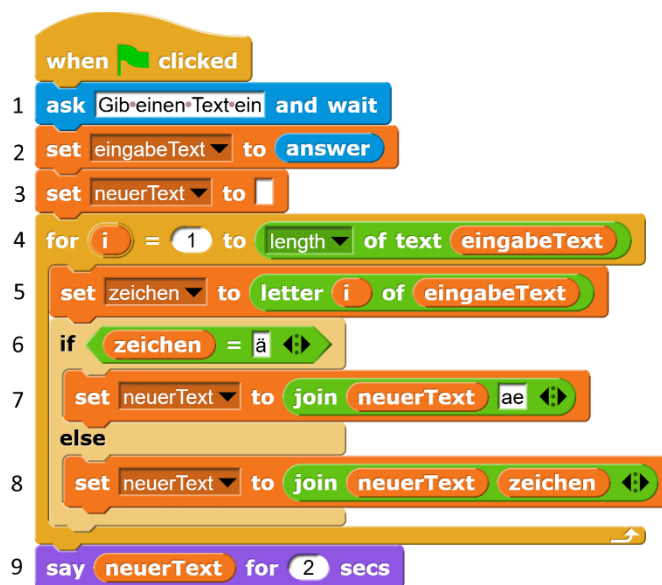 when clicked
1 ask Gib einen Text ein and wait
2 set eingabeText to answer
3 set neuerText to
4 for i = 1 to length of text eingabeText
5 set zeichen to letter i of eingabeText
6 if zeichen = ä
7 set neuerText to join neuerText ae
else
8 set neuerText to join neuerText zeichen
9 say neuerText for 2 secs